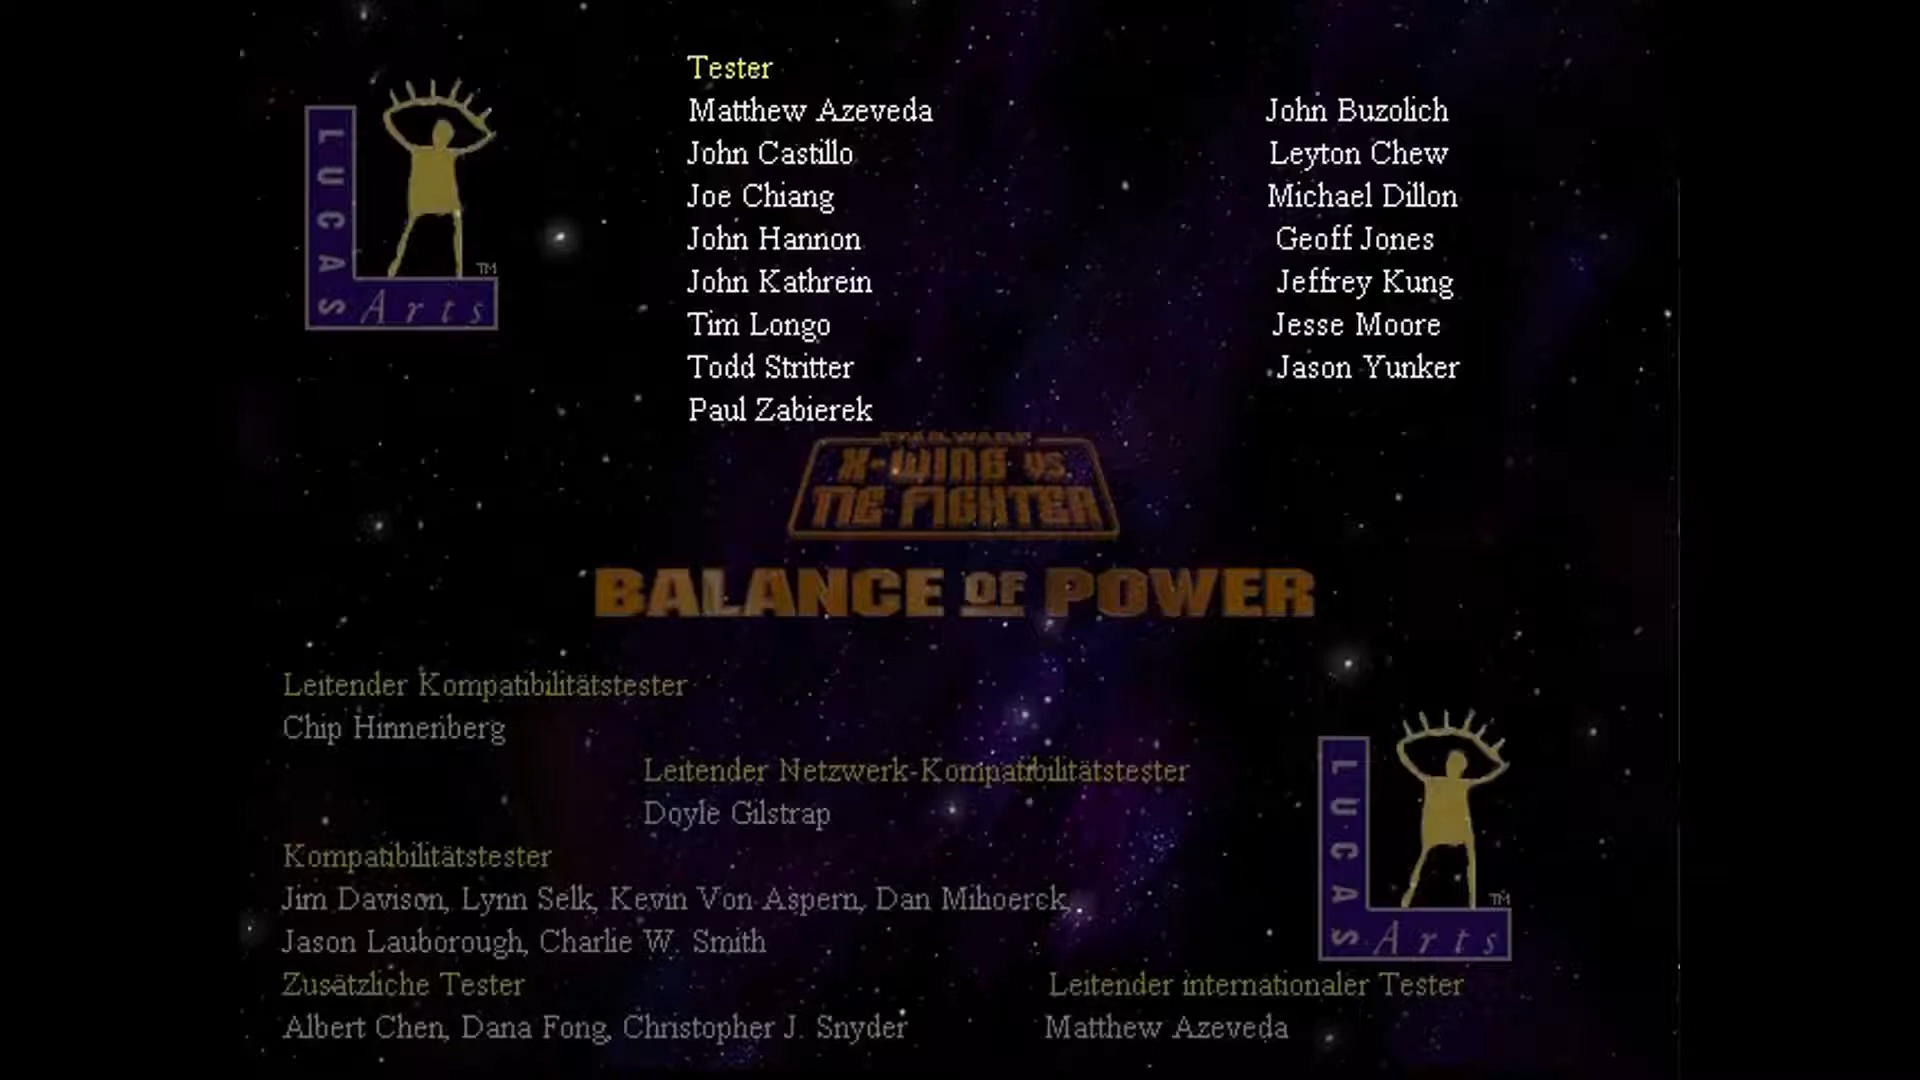 Tester
Matthew Azeveda John Buzolich
John Castillo Leyton Chew
Joe Chiang Michael Dillon
John Hannon Geoff Jones
John Kathrein Jeffrey Kung
Tim Longo Jesse Moore
Todd Stritter Jason Yunker
Paul Zabierek
LUCAS
Arts TM
STAR WARS
X-WING VS.
TIE FIGHTER
BALANCE OF POWER
Leitender Kompatibilitätstester
Chip Hinnenberg
Leitender Netzwerk-Kompatibilitätstester
Doyle Gilstrap
Kompatibilitätstester
Jim Davison, Lynn Selk, Kevin Von Aspern, Dan Mihoerck,
Jason Lauborough, Charlie W. Smith
LUCAS
Arts TM
Zusätzliche Tester Leitender internationaler Tester
Albert Chen, Dana Fong, Christopher J. Snyder Matthew Azeveda